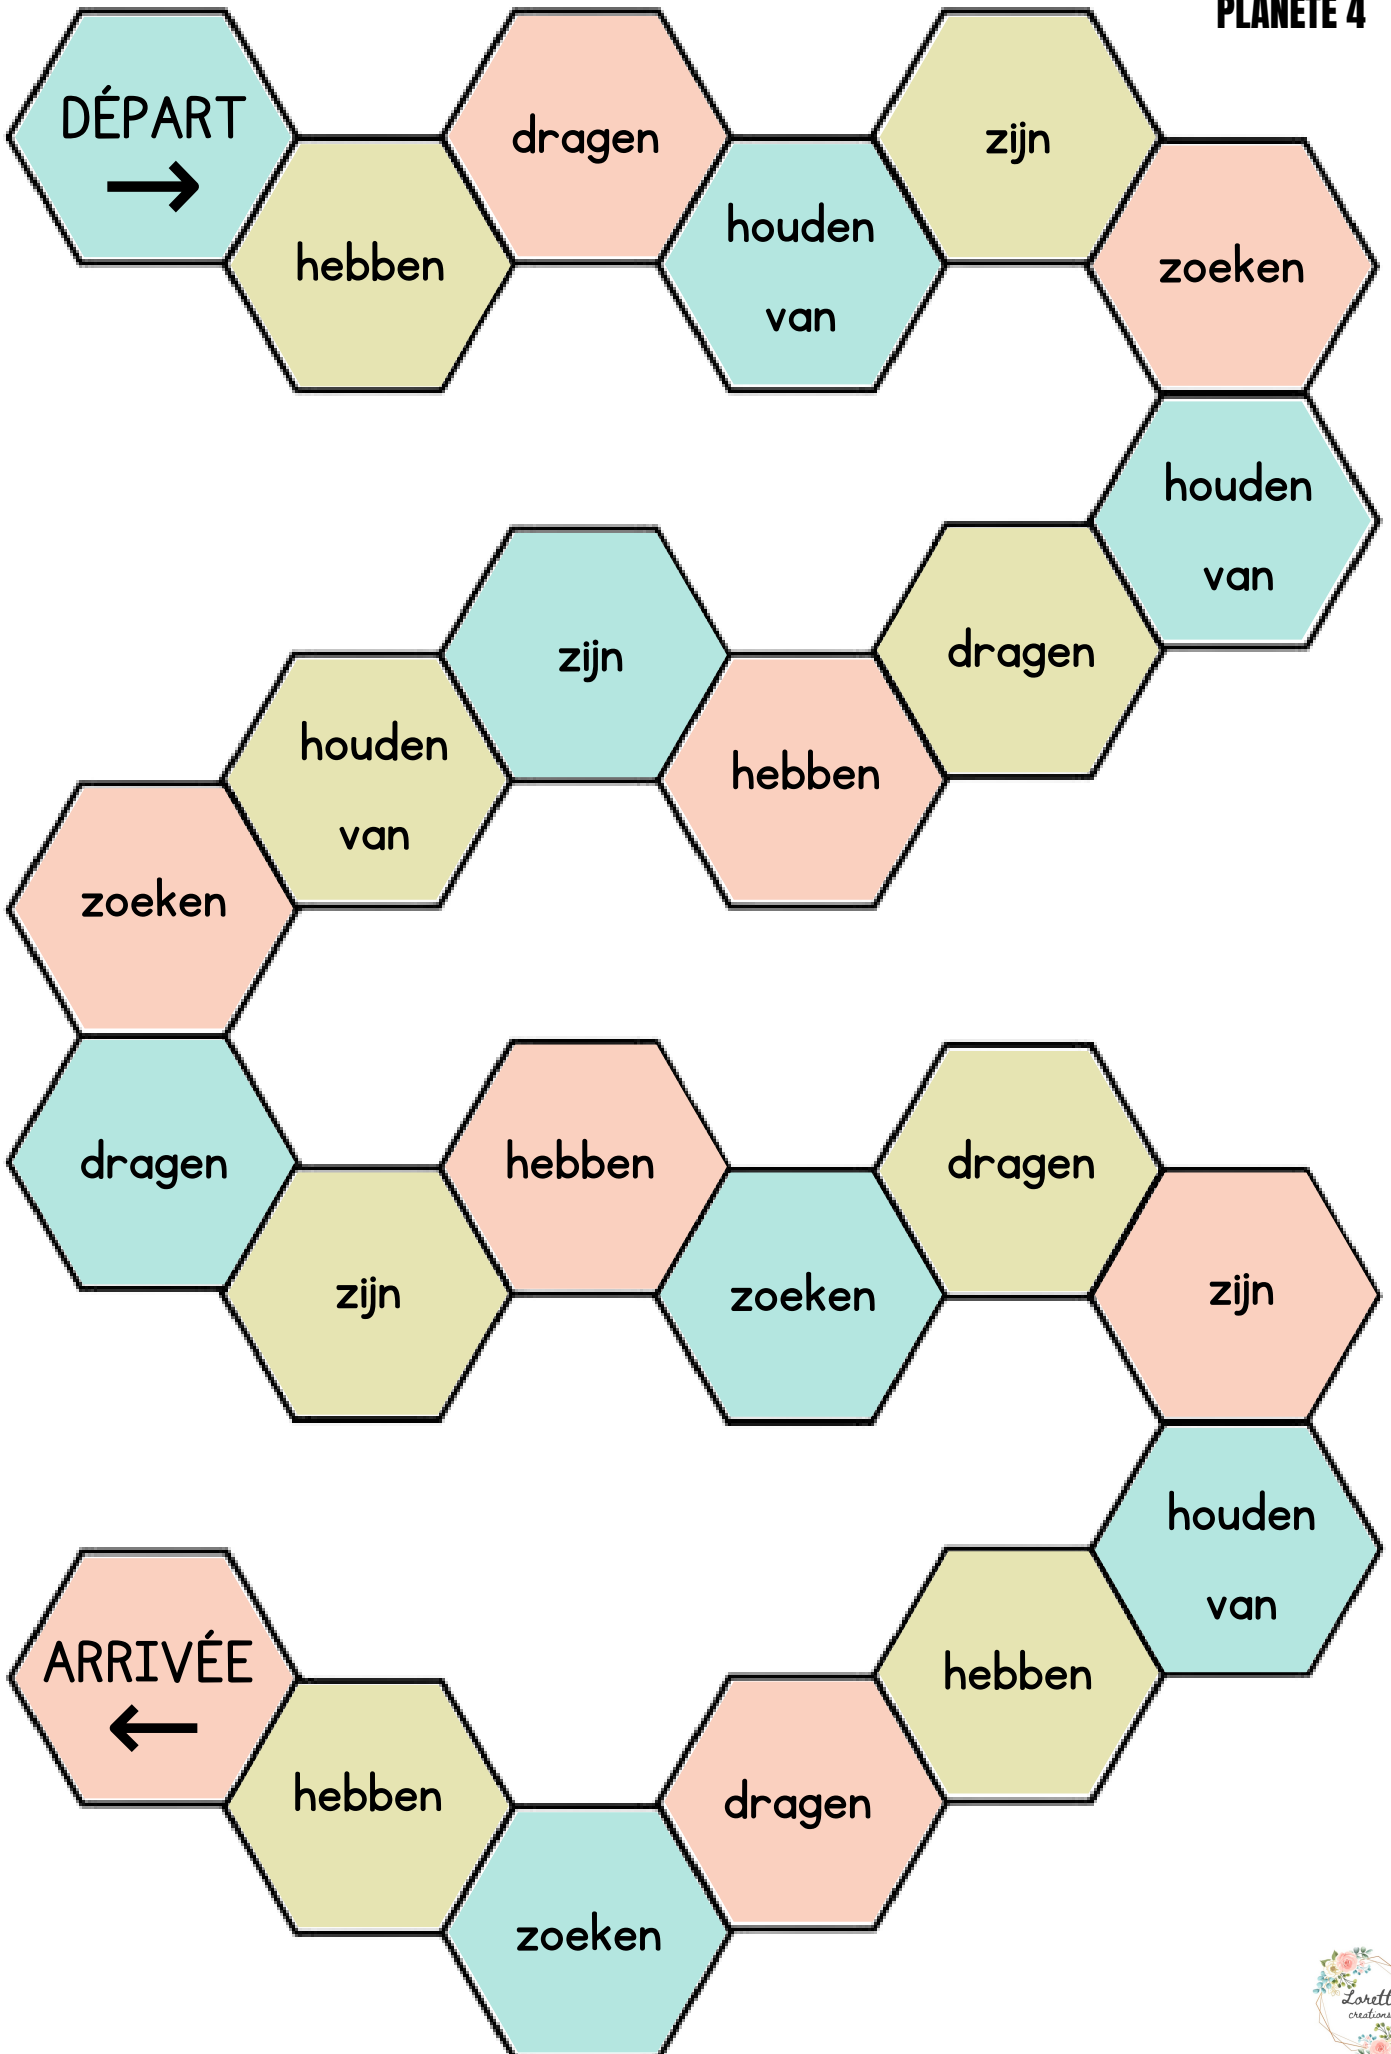 PLANÈTE 4
DÉPART
hebben
dragen
houden
van
zijn
zoeken
houden
van
dragen
hebben
zijn
houden
van
zoeken
dragen
zijn
hebben
zoeken
dragen
zijn
houden
van
hebben
dragen
zoeken
hebben
ARRIVÉE
creations